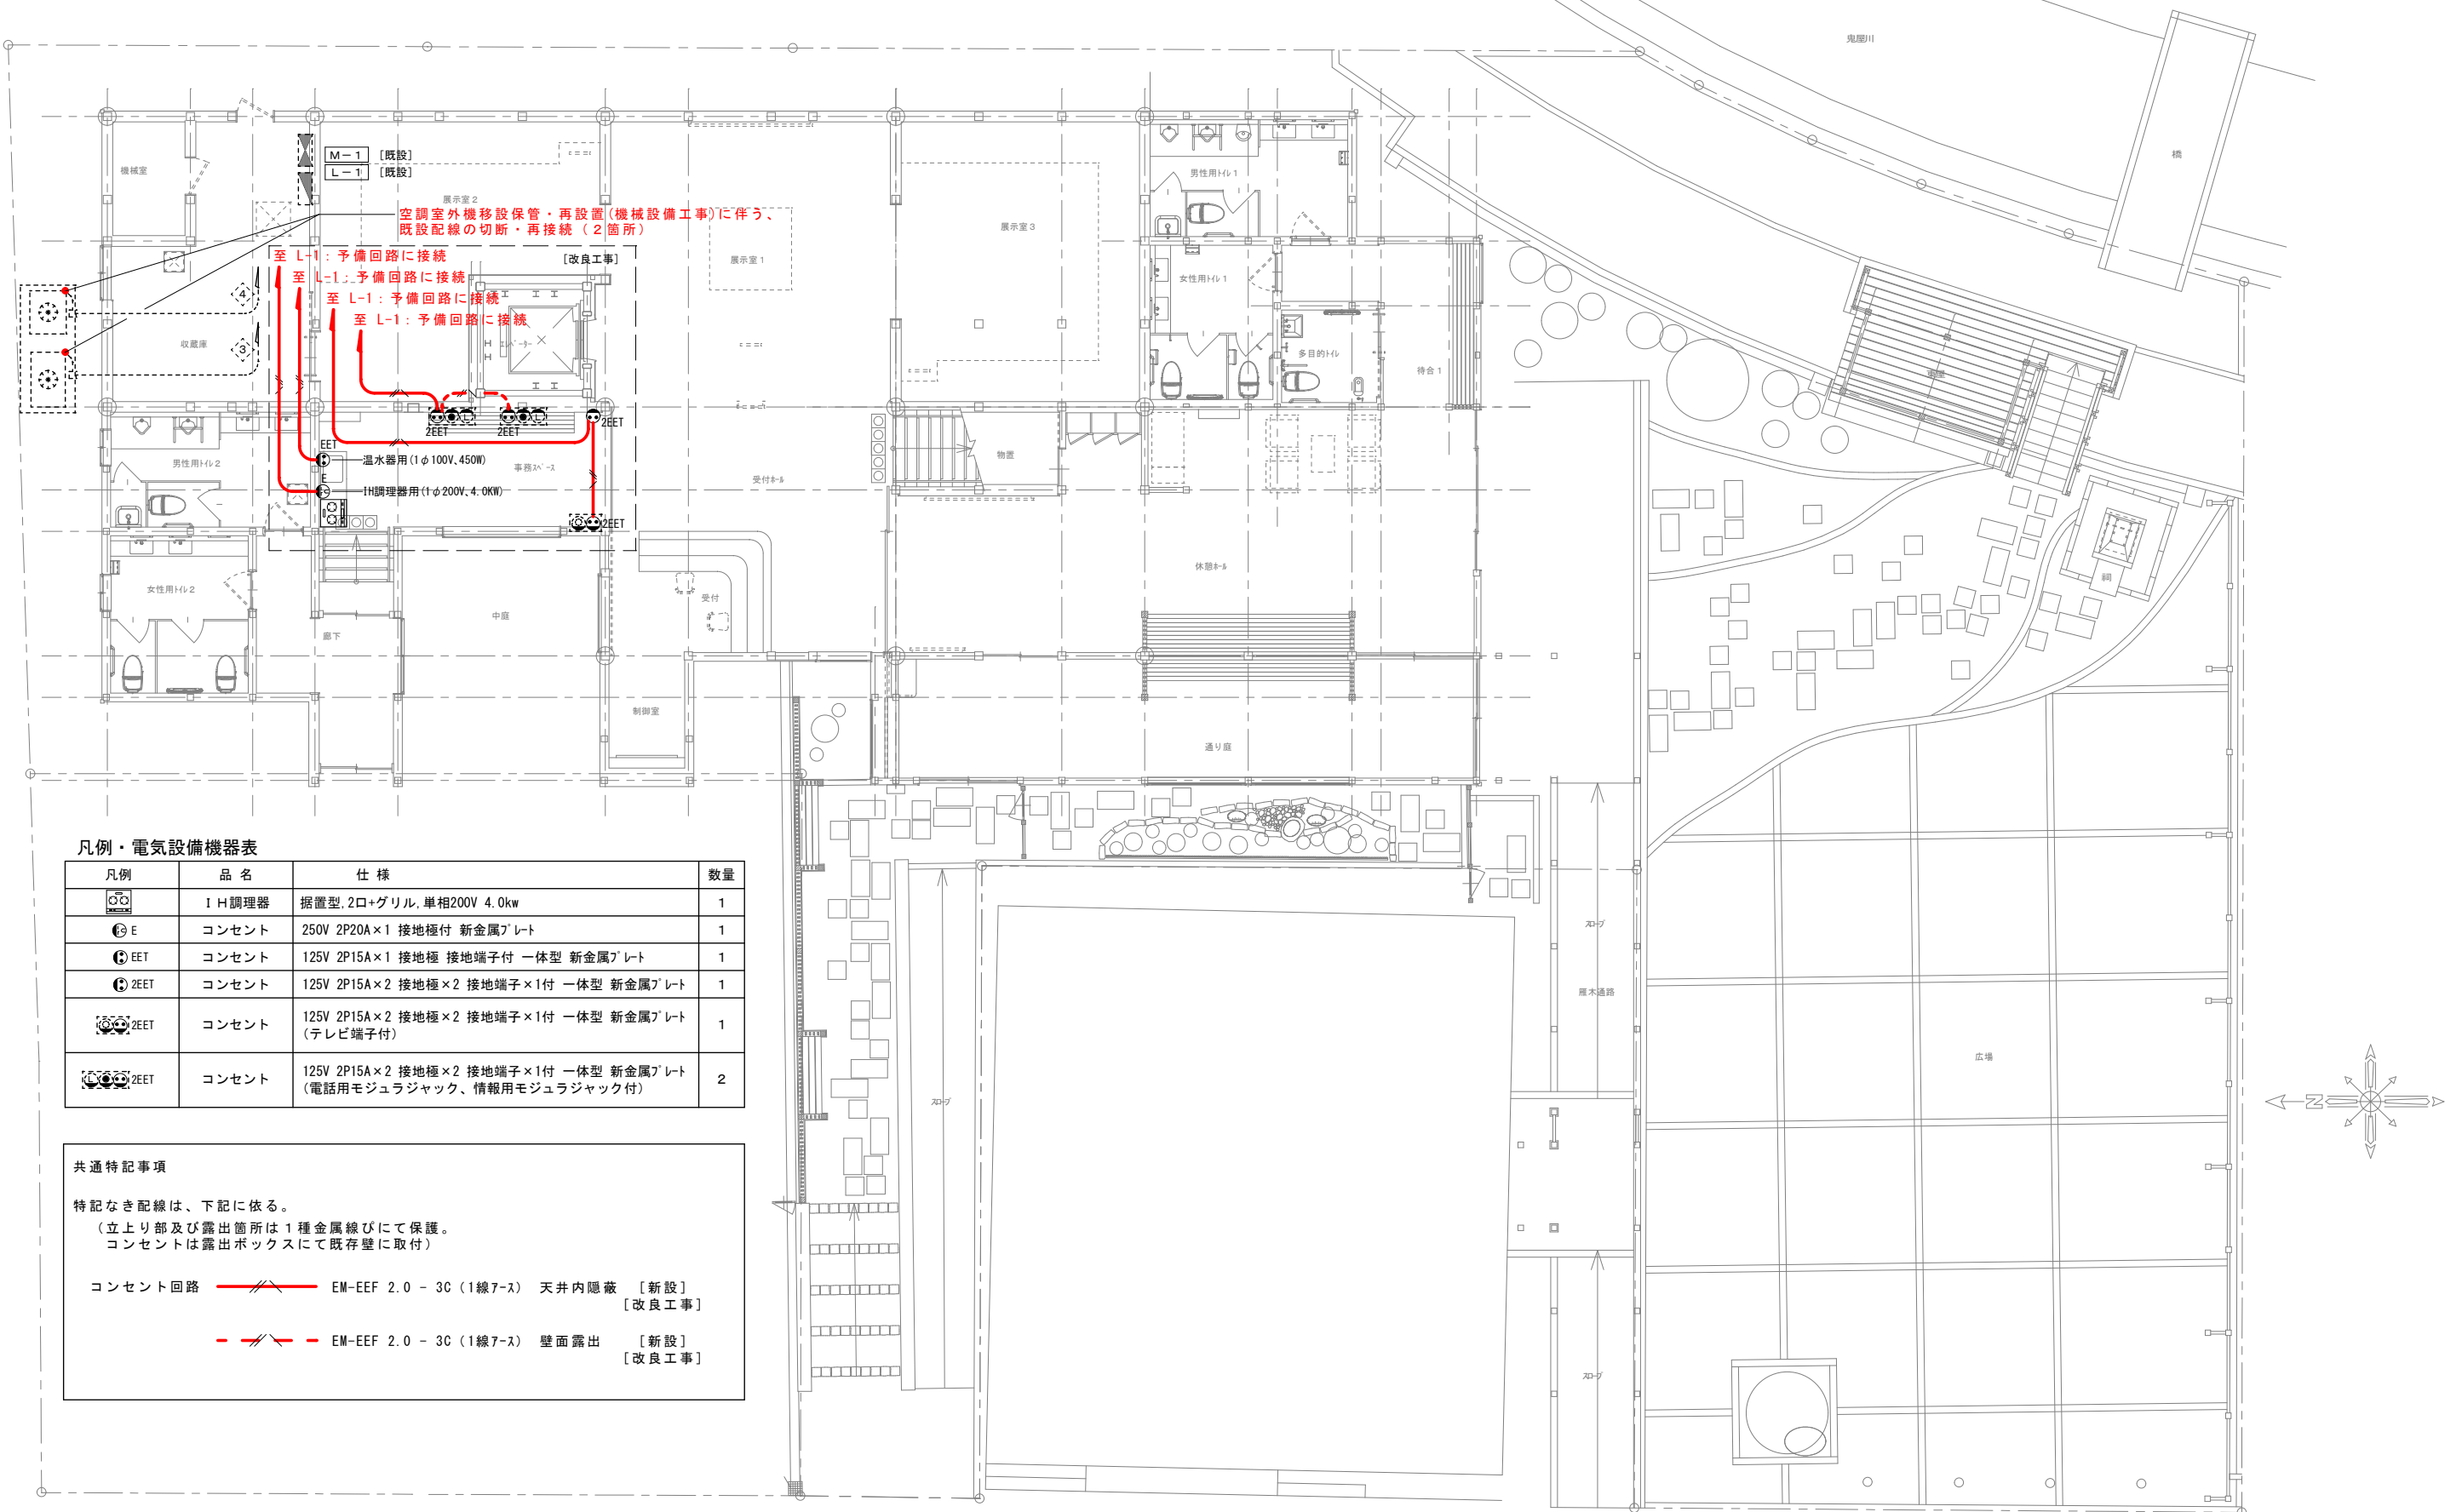 鬼屋川
橋
M－1 [既設]
L－1 [既設]
機械室
展示室2
男性用ﾄｲﾚ1
空調室外機移設保管・再設置(機械設備工事)に伴う、
既設配線の切断・再接続（２箇所）
展示室3
至 L-1：予備回路に接続
[改良工事]
展示室1
至 L-1：予備回路に接続
女性用ﾄｲﾚ1
4
至 L-1：予備回路に接続
至 L-1：予備回路に接続
収蔵庫
3
ｴﾚﾍﾞｰﾀｰ
多目的ﾄｲﾚ
待合1
2EET
2EET
2EET
EET
温水器用(1φ100V､450W)
男性用ﾄｲﾚ2
事務ｽﾍﾟｰｽ
物置
受付ﾎｰﾙ
E
IH調理器用(1φ200V､4.0KW)
2EET
休憩ﾎｰﾙ
祠
女性用ﾄｲﾚ2
受付
中庭
廊下
制御室
通り庭
凡例・電気設備機器表
凡例 品 名 仕 様 数量
ＩＨ調理器 据置型,2口+グリル,単相200V 4.0kw 1
E コンセント 250V 2P20A×1 接地極付 新金属ﾌﾟﾚｰﾄ 1
EET コンセント 125V 2P15A×1 接地極 接地端子付 一体型 新金属ﾌﾟﾚｰﾄ 1
2EET コンセント 125V 2P15A×2 接地極×2 接地端子×1付 一体型 新金属ﾌﾟﾚｰﾄ 1
2EET コンセント 125V 2P15A×2 接地極×2 接地端子×1付 一体型 新金属ﾌﾟﾚｰﾄ
(テレビ端子付) 1
L 2EET コンセント 125V 2P15A×2 接地極×2 接地端子×1付 一体型 新金属ﾌﾟﾚｰﾄ
(電話用モジュラジャック、情報用モジュラジャック付) 2
ｽﾛｰﾌﾟ
雁木通路
広場
ｽﾛｰﾌﾟ
N
共通特記事項
特記なき配線は、下記に依る。
（立上り部及び露出箇所は１種金属線ぴにて保護。
コンセントは露出ボックスにて既存壁に取付）
コンセント回路 EM-EEF 2.0 - 3C (1線ｱｰｽ) 天井内隠蔽 [新設]
[改良工事]
EM-EEF 2.0 - 3C (1線ｱｰｽ) 壁面露出 [新設]
[改良工事]
ｽﾛｰﾌﾟ